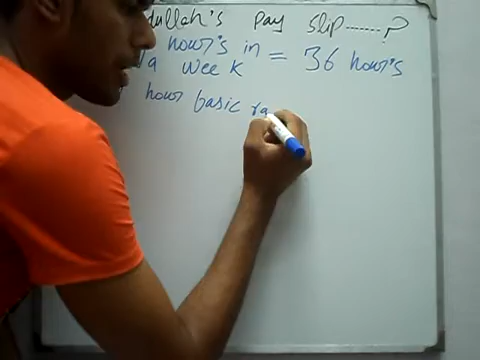 dullah's pay slip.......?
hour's in = 36 hour's
a week
hour basic ra